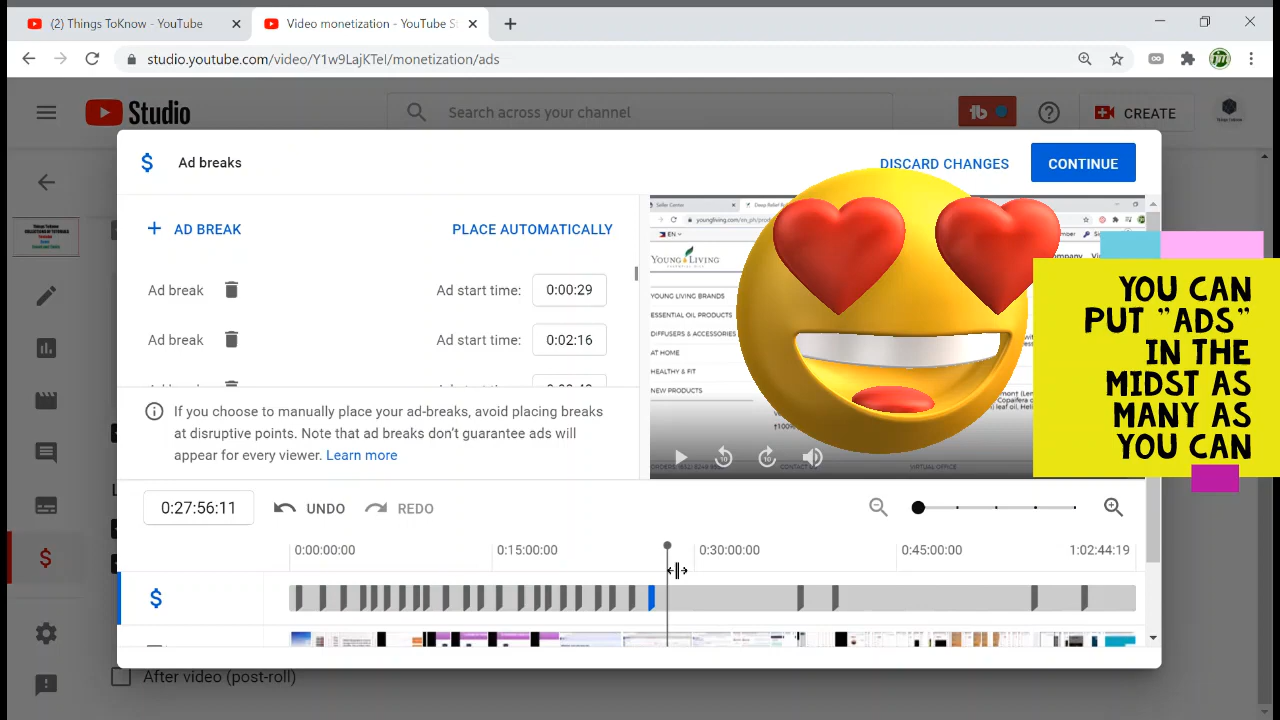 (2) Things ToKnow - YouTube
Video monetization - YouTube S
studio.youtube.com/video/Y1w9LajKTeI/monetization/ads
Studio
Search across your channel
CREATE
Ad breaks
DISCARD CHANGES
CONTINUE
AD BREAK
PLACE AUTOMATICALLY
Ad break
Ad start time:
0:00:29
Ad break
Ad start time:
0:02:16
If you choose to manually place your ad-breaks, avoid placing breaks
at disruptive points. Note that ad breaks don't guarantee ads will
appear for every viewer. Learn more
EN
YOUNG LIVING
YOUNG LIVING BRANDS
ESSENTIAL OIL PRODUCTS
DIFFUSERS & ACCESSORIES
AT HOME
HEALTHY & FIT
NEW PRODUCTS
YOU CAN
PUT "ADS"
IN THE
MIDST AS
MANY AS
YOU CAN
0:27:56:11
UNDO
REDO
0:00:00:00
0:15:00:00
0:30:00:00
0:45:00:00
1:02:44:19
After video (post-roll)